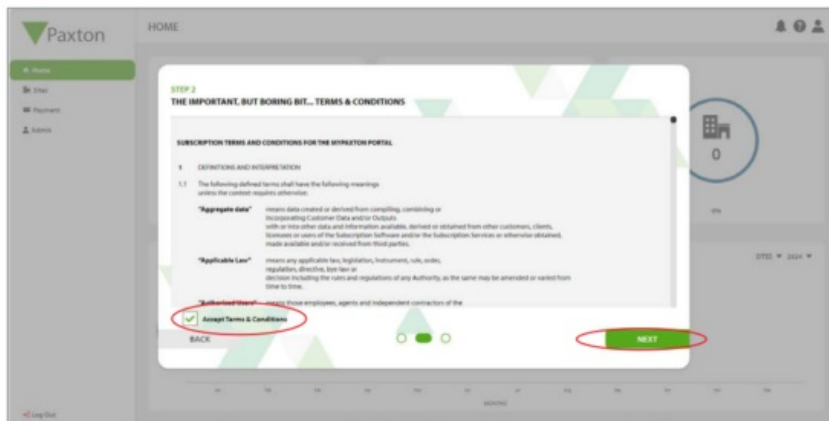 Paxton
HOME
Home
Sites
Payment
Admin
STEP 2
THE IMPORTANT, BUT BORING BIT... TERMS & CONDITIONS
SUBSCRIPTION TERMS AND CONDITIONS FOR THE MYPAXTON PORTAL
1 DEFINITIONS AND INTERPRETATION
1.1 The following defined terms shall have the following meanings
unless the context requires otherwise:
"Aggregate data" means data created or derived from compiling, combining or
incorporating Customer Data and/or Outputs
with or into other data and information available, derived or obtained from other customers, clients,
licensees or users of the Subscription Software and/or the Subscription Services or otherwise obtained,
made available and/or received from third parties.
"Applicable Law" means any applicable law, legislation, instrument, rule, order,
regulation, directive, bye-law or
decision including the rules and regulations of any Authority, as the same may be amended or varied from
time to time.
"Authorised Users" means those employees, agents and independent contractors of the
Accept Terms & Conditions
BACK
NEXT
0
SITES 2024
MONTHS
Log Out